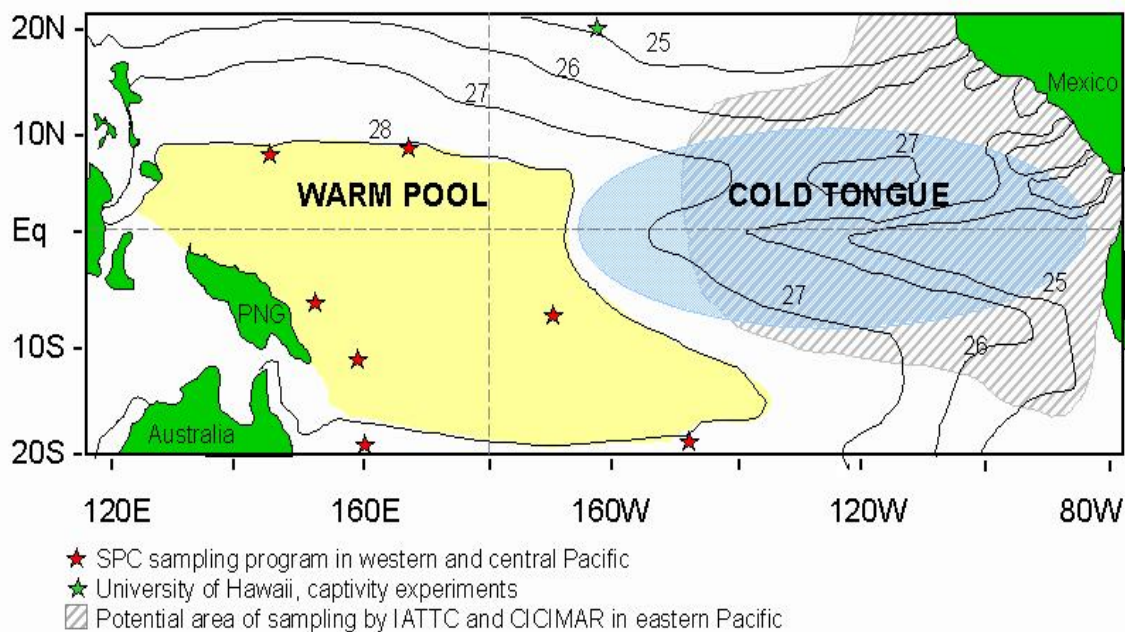 20N
25
26
Mexico
27
10N
28
27
WARM POOL
COLD TONGUE
Eq
25
27
PNG
26
10S
Australia
20S
120E 160E 160W 120W 80W
SPC sampling program in western and central Pacific
University of Hawaii, captivity experiments
Potential area of sampling by IATTC and CICIMAR in eastern Pacific